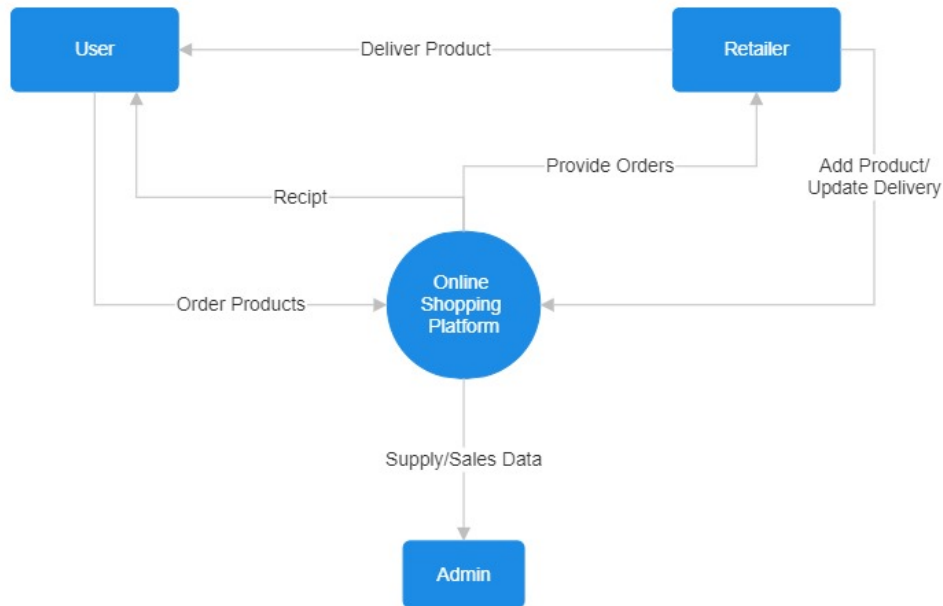 User
Deliver Product
Retailer
Provide Orders
Add Product/
Update Delivery
Recipt
Online
Shopping
Platform
Order Products
Supply/Sales Data
Admin